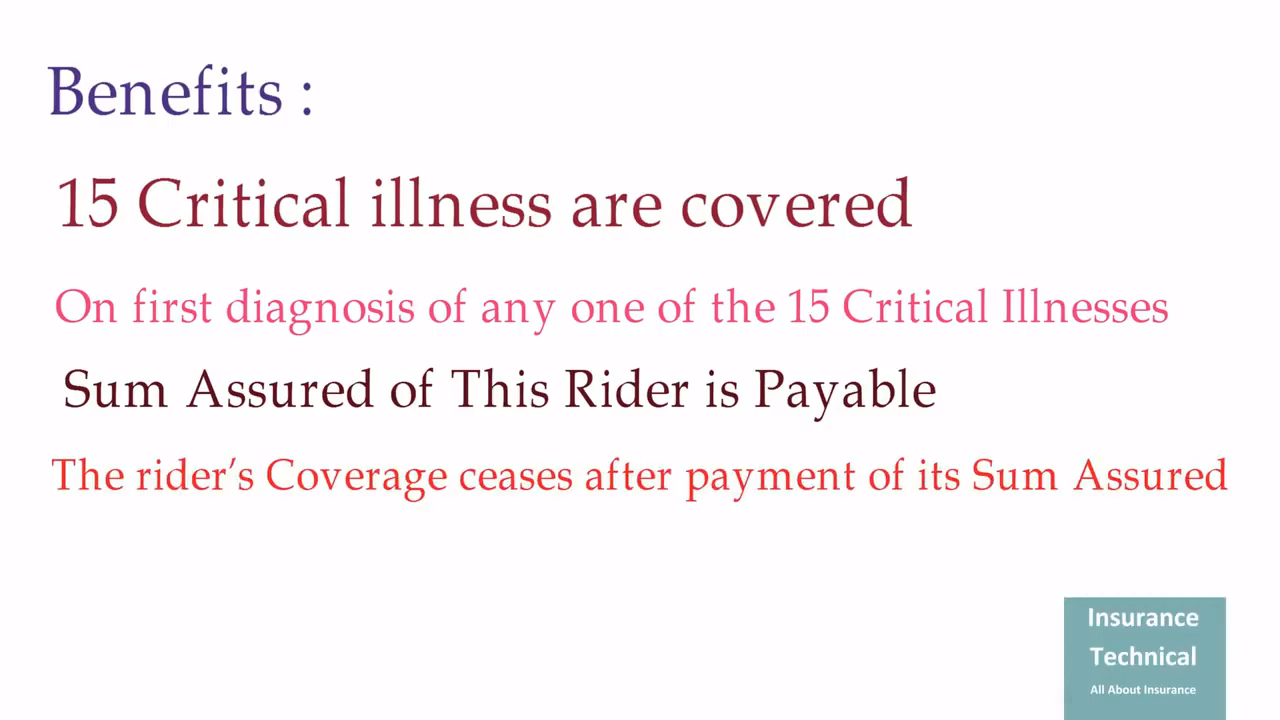 Benefits :
15 Critical illness are covered
On first diagnosis of any one of the 15 Critical Illnesses
Sum Assured of This Rider is Payable
The rider’s Coverage ceases after payment of its Sum Assured
Insurance
Technical
All About Insurance